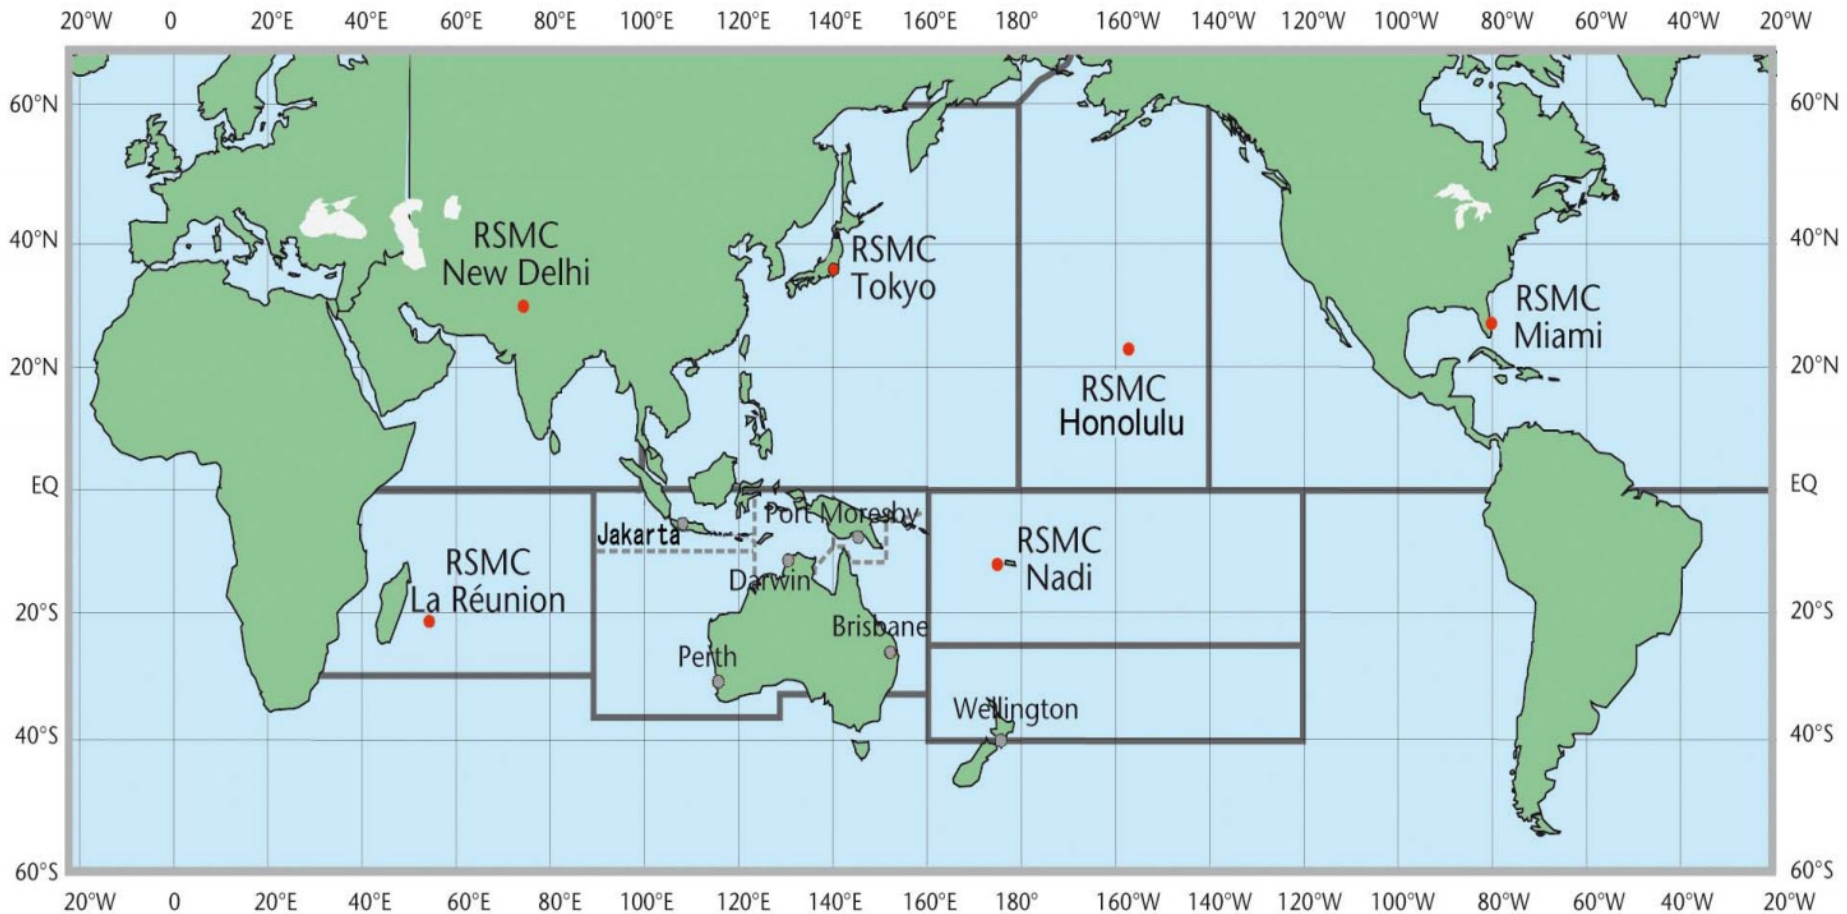 20°W 0 20°E 40°E 60°E 80°E 100°E 120°E 140°E 160°E 180° 160°W 140°W 120°W 100°W 80°W 60°W 40°W 20°W
60°N 60°N
40°N 40°N
RSMC
New Delhi
RSMC
Tokyo
RSMC
Miami
20°N 20°N
RSMC
Honolulu
EQ EQ
Port Moresby
Jakarta
RSMC
Nadi
RSMC
La Réunion
Darwin
20°S 20°S
Brisbane
Perth
Wellington
40°S 40°S
60°S 60°S
20°W 0 20°E 40°E 60°E 80°E 100°E 120°E 140°E 160°E 180° 160°W 140°W 120°W 100°W 80°W 60°W 40°W 20°W